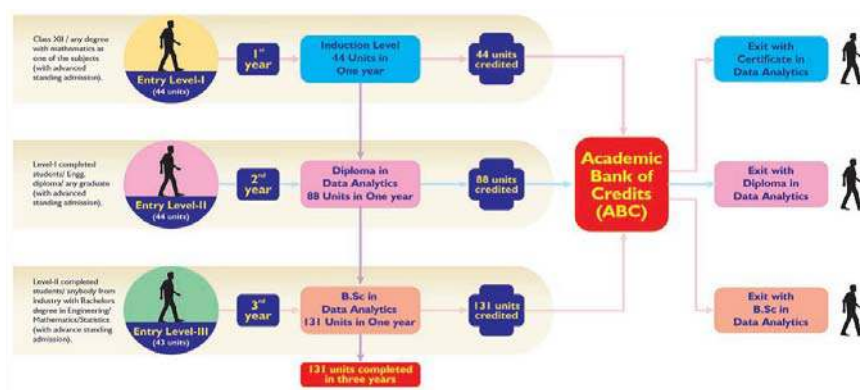 Class XII / any degree
with mathematics as
one of the subjects
(with advanced
standing admission).
Entry Level-I
(44 units)
1st
year
Induction Level
44 Units in
One year
44 units
credited
Exit with
Certificate in
Data Analytics
Level-I completed
students/ Engg.
diploma/ any graduate
(with advanced
standing admission).
Entry Level-II
(44 units)
2nd
year
Diploma in
Data Analytics
88 Units in One year
88 units
credited
Academic
Bank of
Credits
(ABC)
Exit with
Diploma in
Data Analytics
Level-II completed
students/ anybody from
industry with Bachelors
degree in Engineering/
Mathematics/Statistics
(with advance standing
admission).
Entry Level-III
(43 units)
3rd
year
B.Sc in
Data Analytics
131 Units in One year
131 units
credited
Exit with
B.Sc in
Data Analytics
131 units completed
in three years